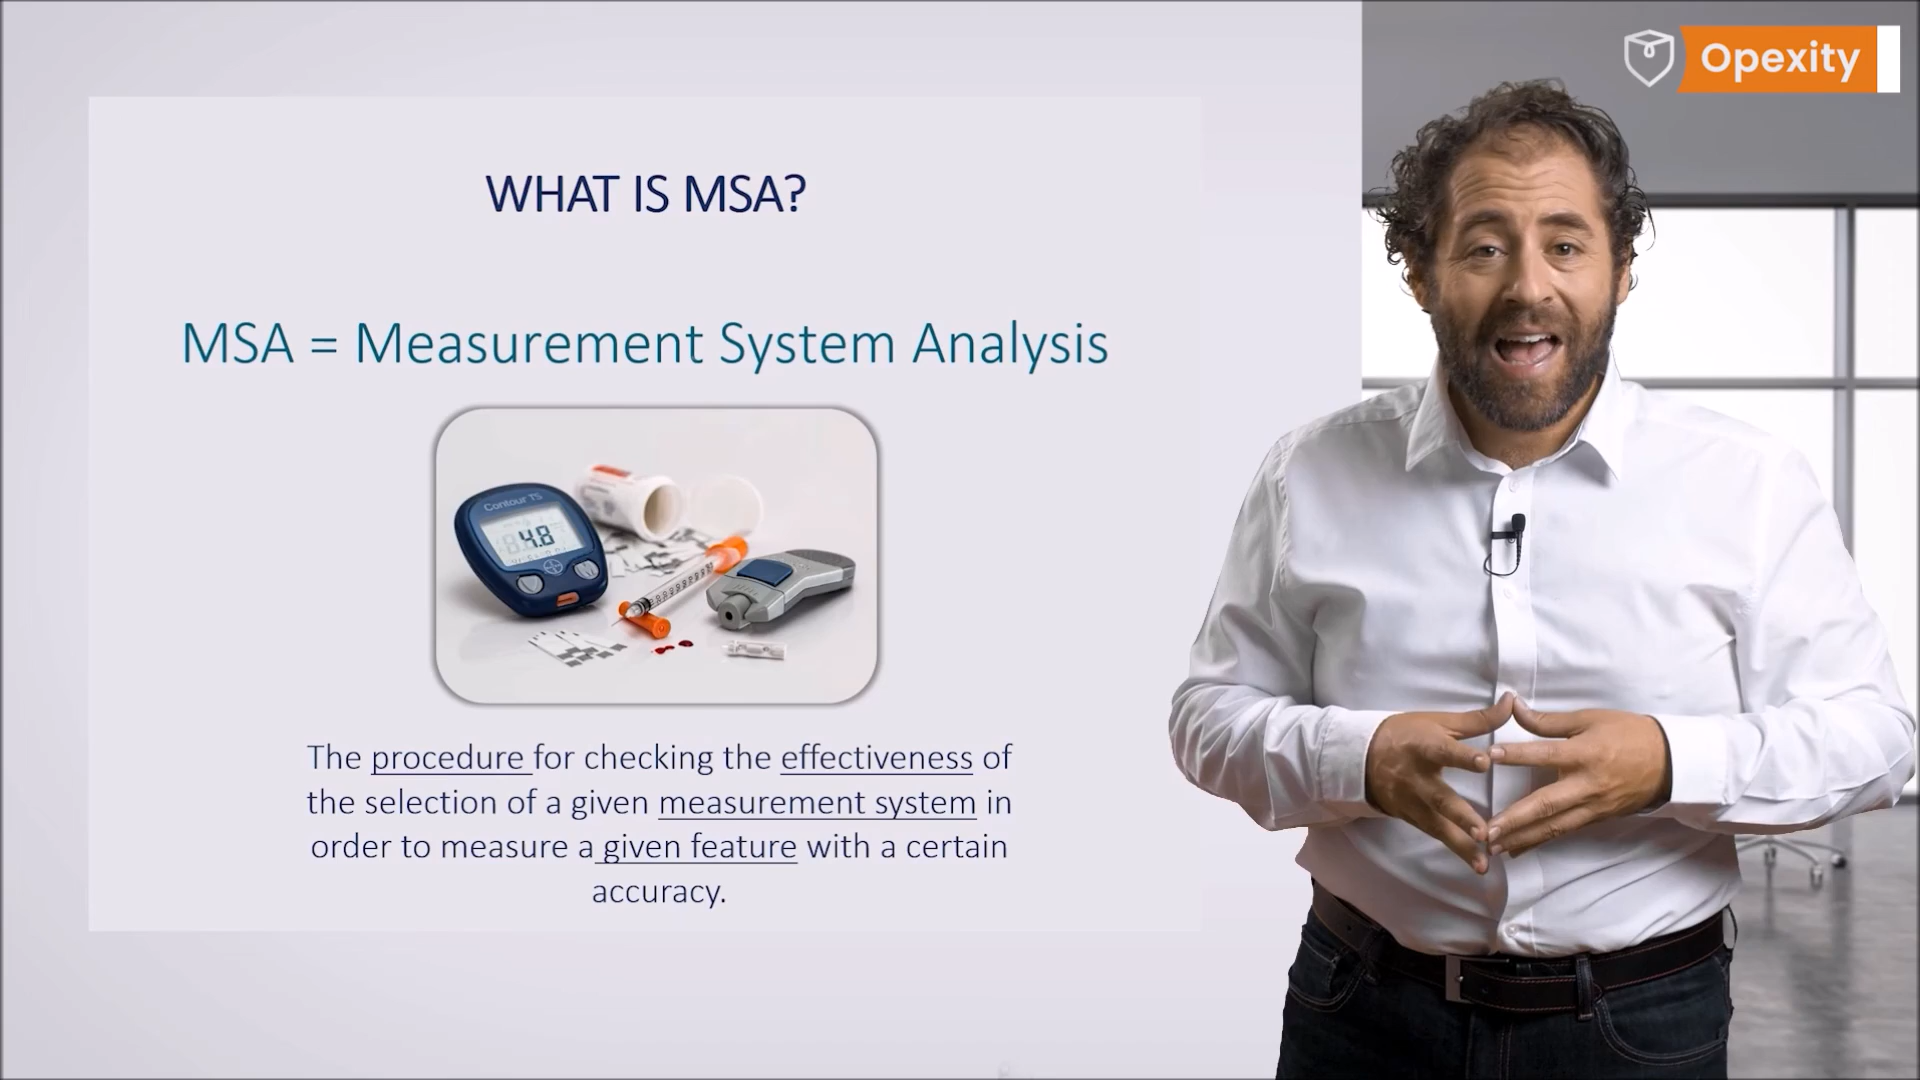 Opexity
WHAT IS MSA?
MSA = Measurement System Analysis
Contour TS
4.8
The procedure for checking the effectiveness of
the selection of a given measurement system in
order to measure a given feature with a certain
accuracy.